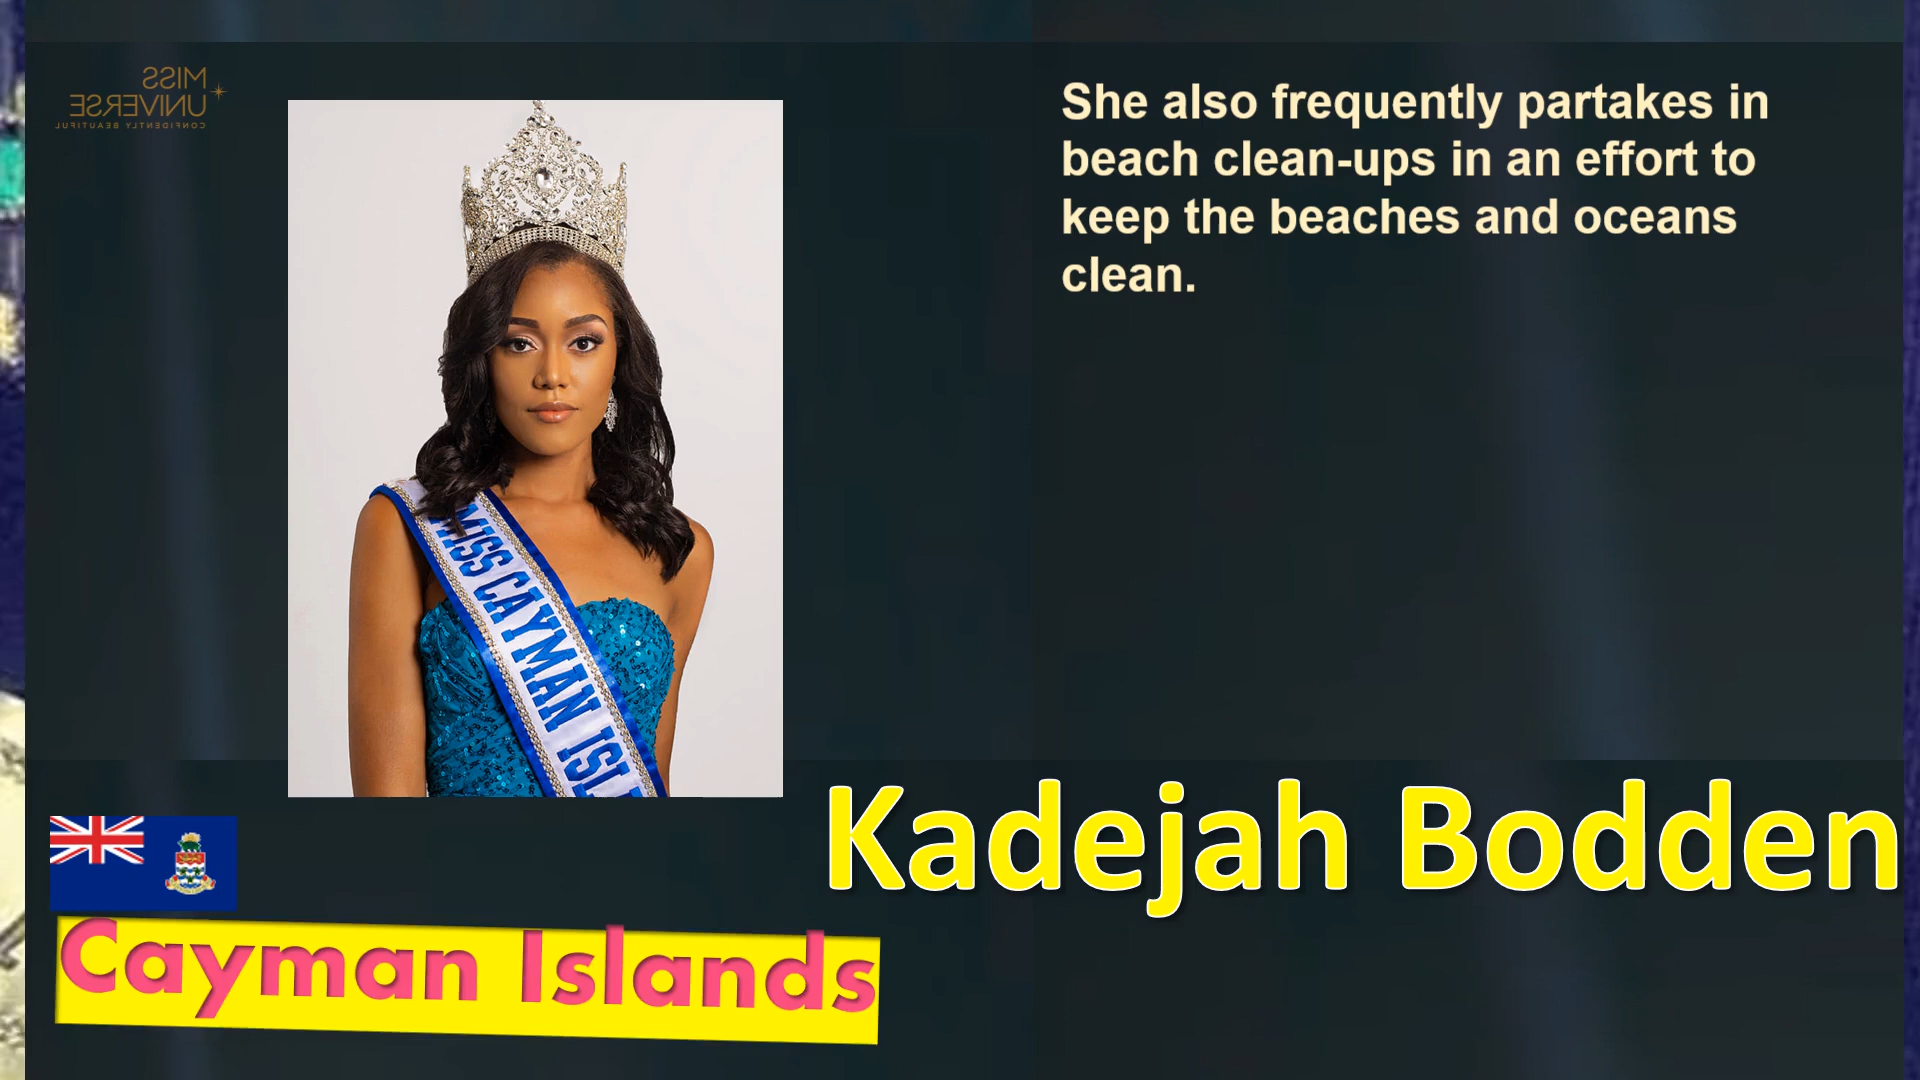 MISS
UNIVERSE
CONFIDENTLY BEAUTIFUL
She also frequently partakes in
beach clean-ups in an effort to
keep the beaches and oceans
clean.
MISS CAYMAN ISL
Kadejah Bodden
Cayman Islands